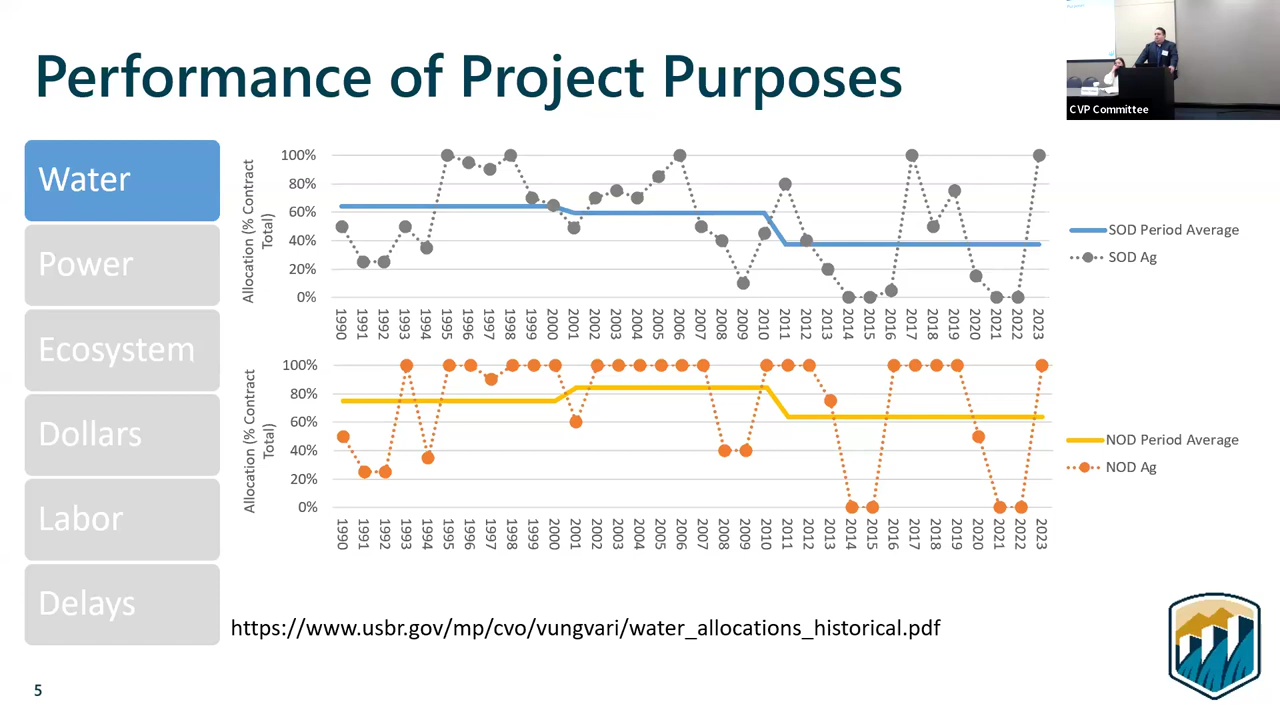 Performance of Project Purposes
CVP Committee
Water
Power
Ecosystem
Dollars
Labor
Delays
Allocation (% Contract
Total)
100%
80%
60%
40%
20%
0%
1990 1991 1992 1993 1994 1995 1996 1997 1998 1999 2000 2001 2002 2003 2004 2005 2006 2007 2008 2009 2010 2011 2012 2013 2014 2015 2016 2017 2018 2019 2020 2021 2022 2023
SOD Period Average
SOD Ag
Allocation (% Contract
Total)
100%
80%
60%
40%
20%
0%
1990 1991 1992 1993 1994 1995 1996 1997 1998 1999 2000 2001 2002 2003 2004 2005 2006 2007 2008 2009 2010 2011 2012 2013 2014 2015 2016 2017 2018 2019 2020 2021 2022 2023
NOD Period Average
NOD Ag
https://www.usbr.gov/mp/cvo/vungvari/water_allocations_historical.pdf
5